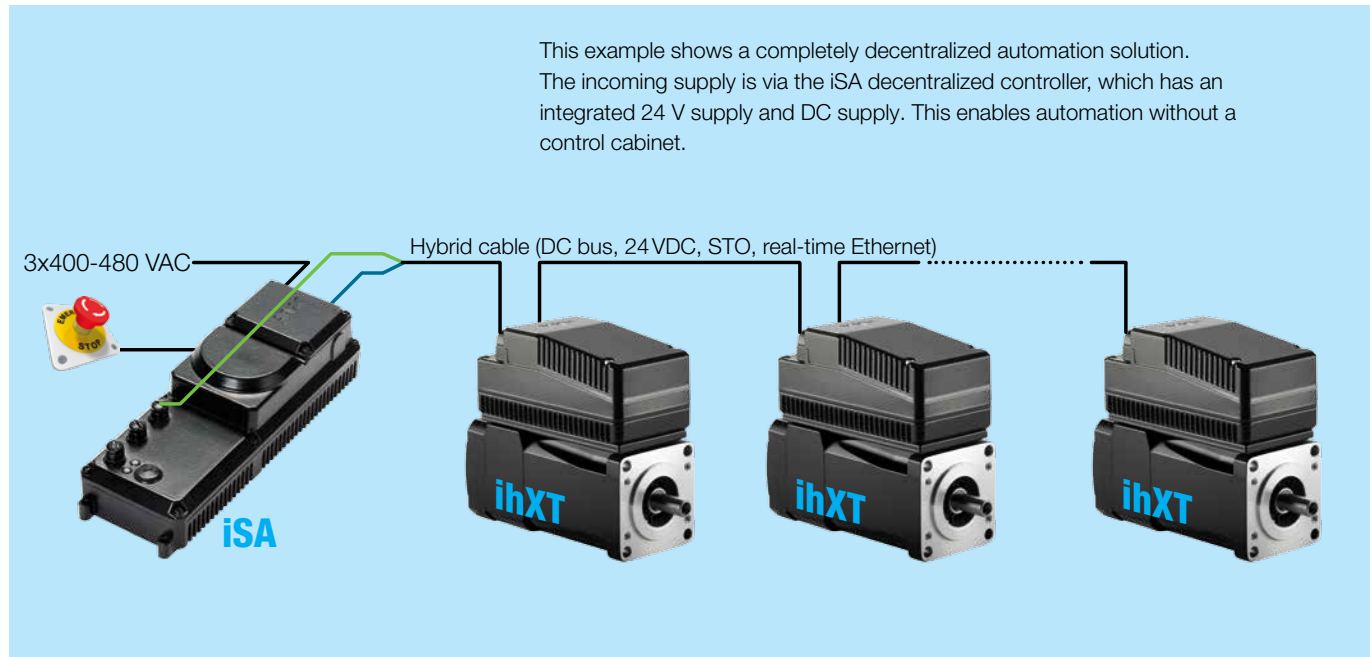 This example shows a completely decentralized automation solution.
The incoming supply is via the iSA decentralized controller, which has an
integrated 24 V supply and DC supply. This enables automation without a
control cabinet.
3x400-480 VAC
Hybrid cable (DC bus, 24 VDC, STO, real-time Ethernet)
STOP
iSA
ihXT
ihXT
ihXT